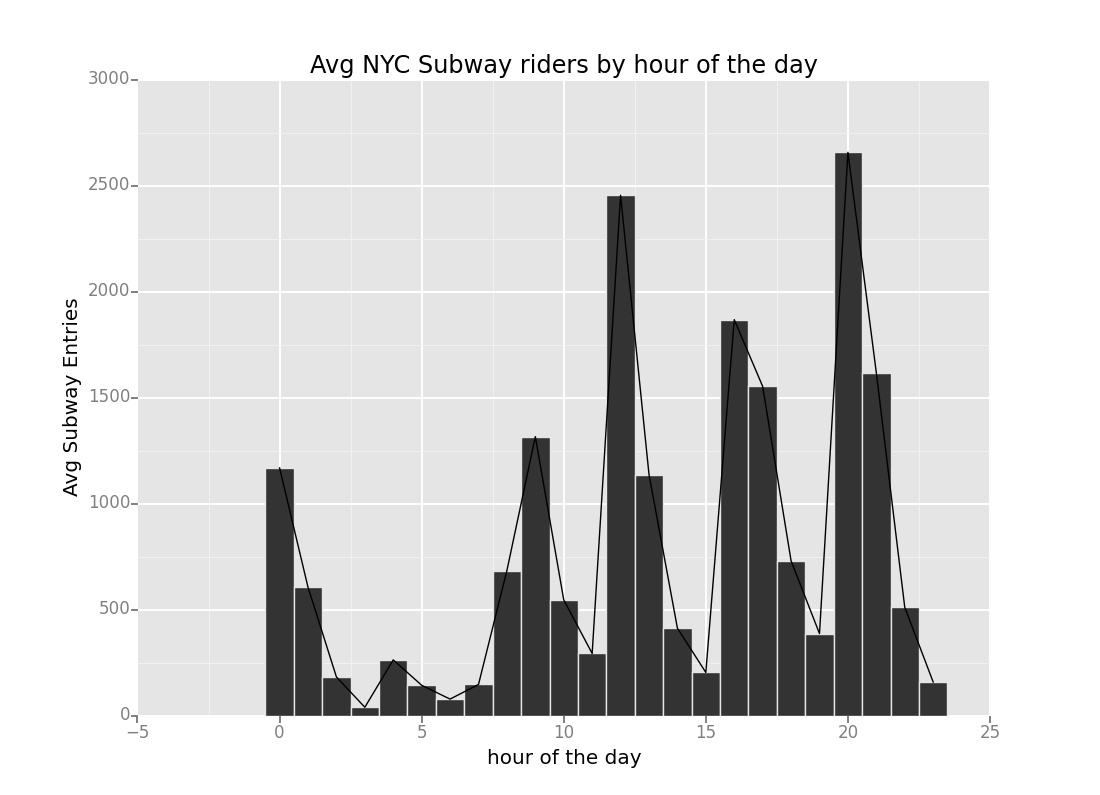 Avg NYC Subway riders by hour of the day
3000
2500
2000
1500
1000
500
0
Avg Subway Entries
−5 0 5 10 15 20 25
hour of the day